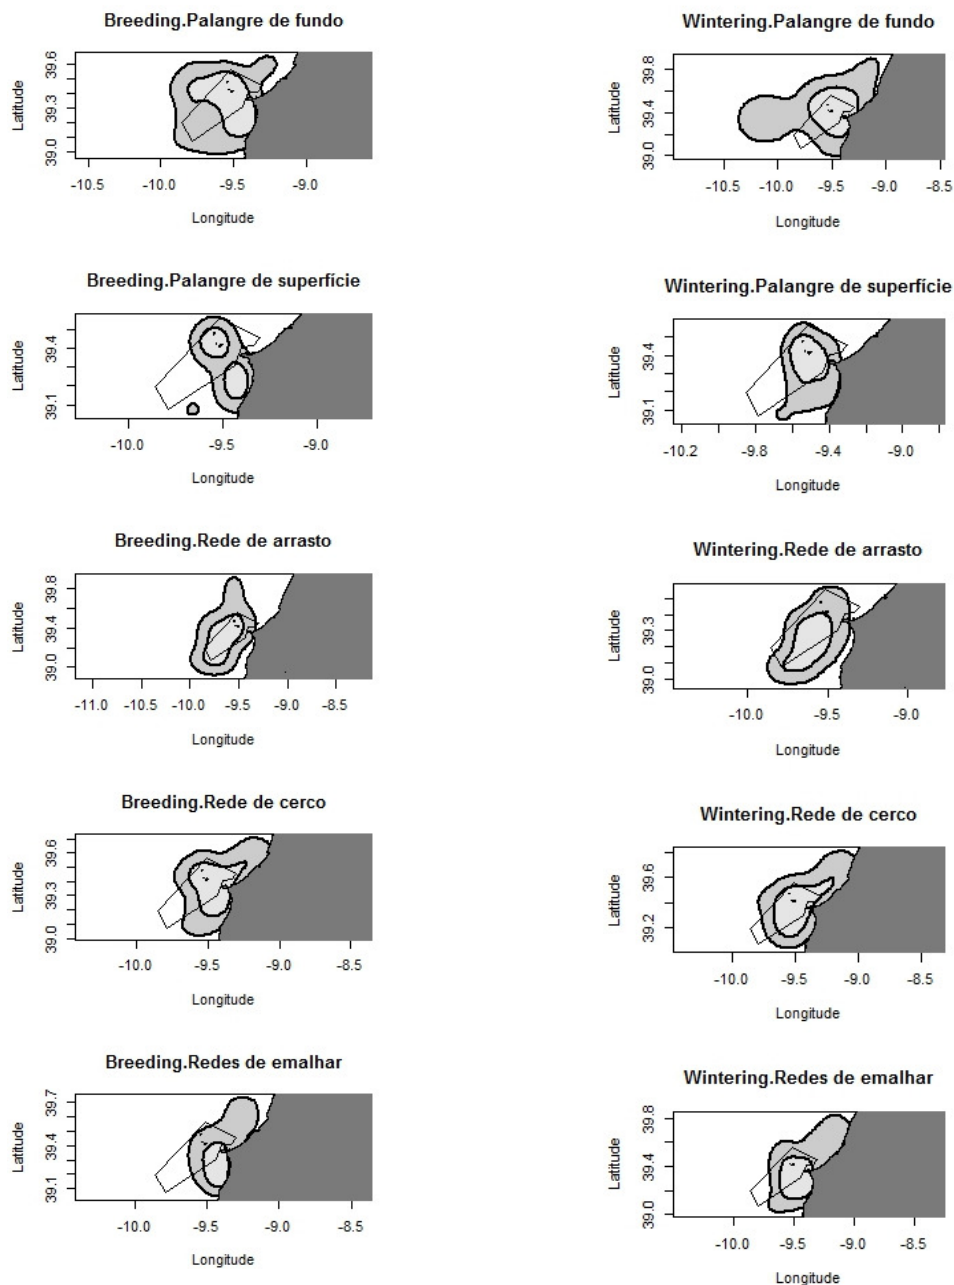 Breeding.Palangre de fundo
Latitude
39.0 39.3 39.6
-10.5 -10.0 -9.5 -9.0
Longitude
Wintering.Palangre de fundo
Latitude
39.0 39.4 39.8
-10.5 -10.0 -9.5 -9.0 -8.5
Longitude
Breeding.Palangre de superfície
Latitude
39.1 39.4
-10.0 -9.5 -9.0
Longitude
Wintering.Palangre de superfície
Latitude
39.1 39.4
-10.2 -9.8 -9.4 -9.0
Longitude
Breeding.Rede de arrasto
Latitude
39.0 39.4 39.8
-11.0 -10.5 -10.0 -9.5 -9.0 -8.5
Longitude
Wintering.Rede de arrasto
Latitude
39.0 39.3
-10.0 -9.5 -9.0
Longitude
Breeding.Rede de cerco
Latitude
39.0 39.3 39.6
-10.0 -9.5 -9.0 -8.5
Longitude
Wintering.Rede de cerco
Latitude
39.2 39.6
-10.0 -9.5 -9.0 -8.5
Longitude
Breeding.Redes de emalhar
Latitude
39.1 39.4 39.7
-10.0 -9.5 -9.0 -8.5
Longitude
Wintering.Redes de emalhar
Latitude
39.0 39.4 39.8
-10.0 -9.5 -9.0 -8.5
Longitude